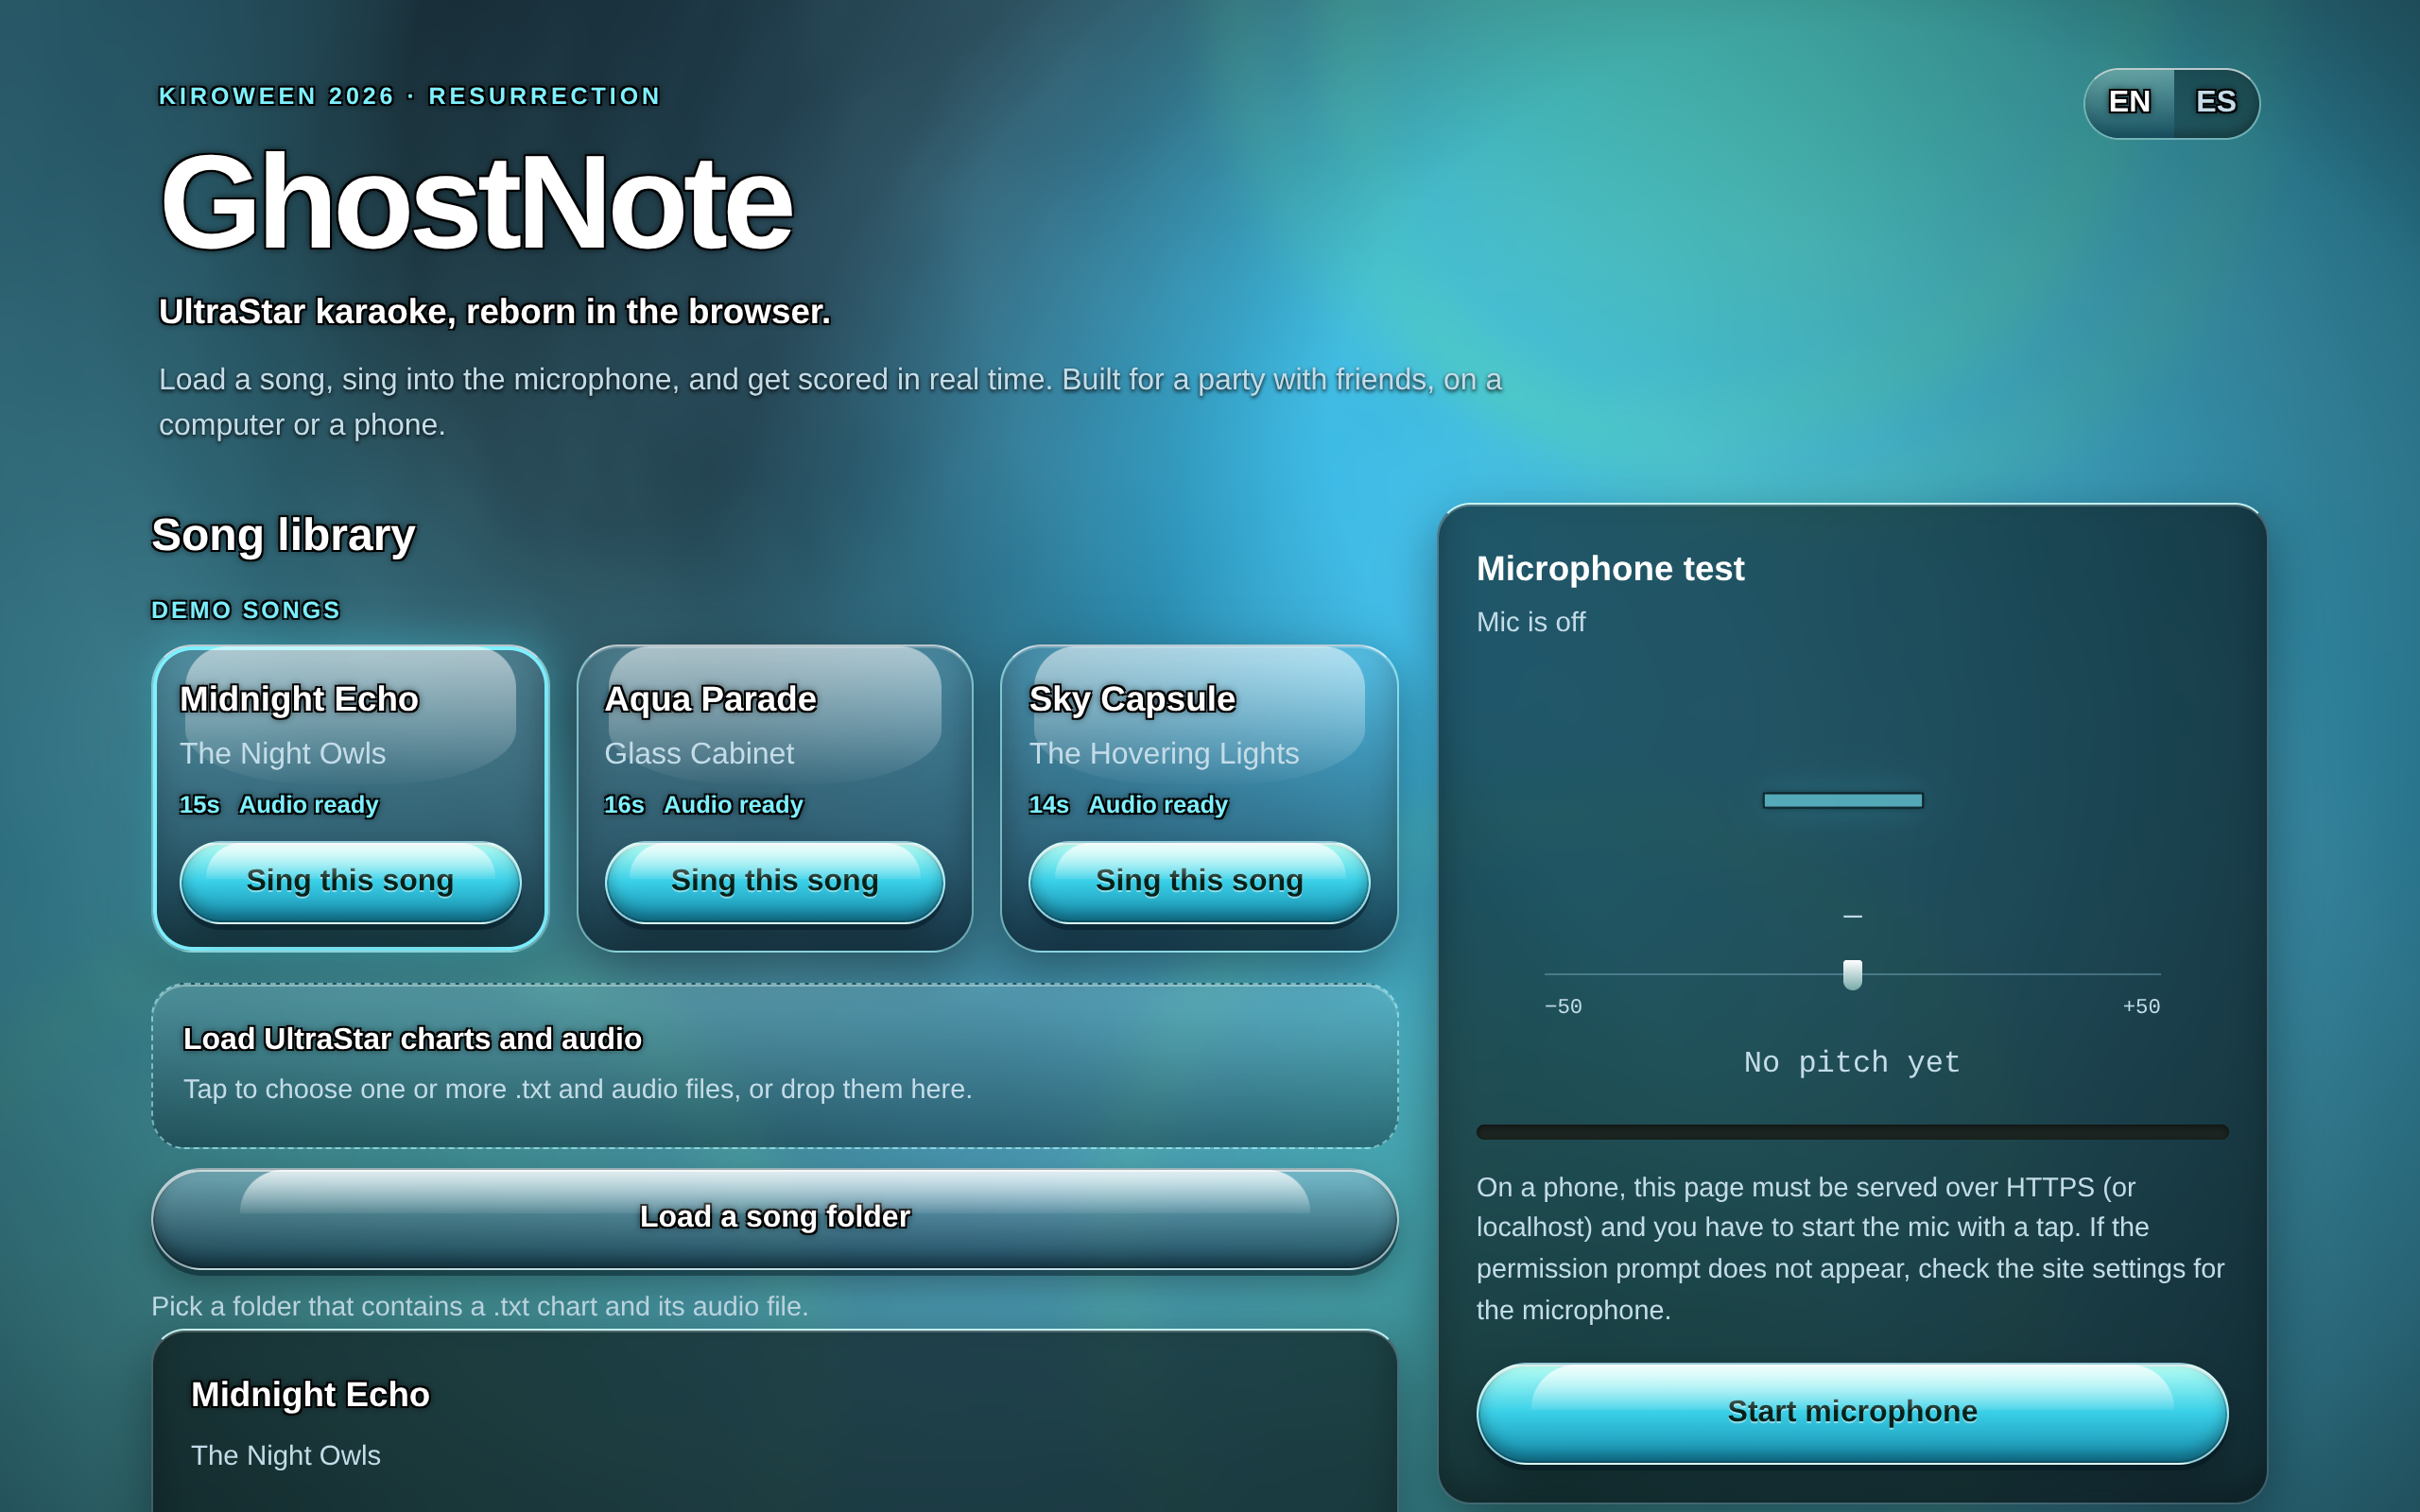 KIROWEEN 2026 · RESURRECTION
EN ES
GhostNote
UltraStar karaoke, reborn in the browser.
Load a song, sing into the microphone, and get scored in real time. Built for a party with friends, on a
computer or a phone.
Song library
DEMO SONGS
Midnight Echo
The Night Owls
15s Audio ready
Sing this song
Aqua Parade
Glass Cabinet
16s Audio ready
Sing this song
Sky Capsule
The Hovering Lights
14s Audio ready
Sing this song
Load UltraStar charts and audio
Tap to choose one or more .txt and audio files, or drop them here.
Load a song folder
Pick a folder that contains a .txt chart and its audio file.
Midnight Echo
The Night Owls
Microphone test
Mic is off
—
−50 +50
No pitch yet
On a phone, this page must be served over HTTPS (or
localhost) and you have to start the mic with a tap. If the
permission prompt does not appear, check the site settings for
the microphone.
Start microphone